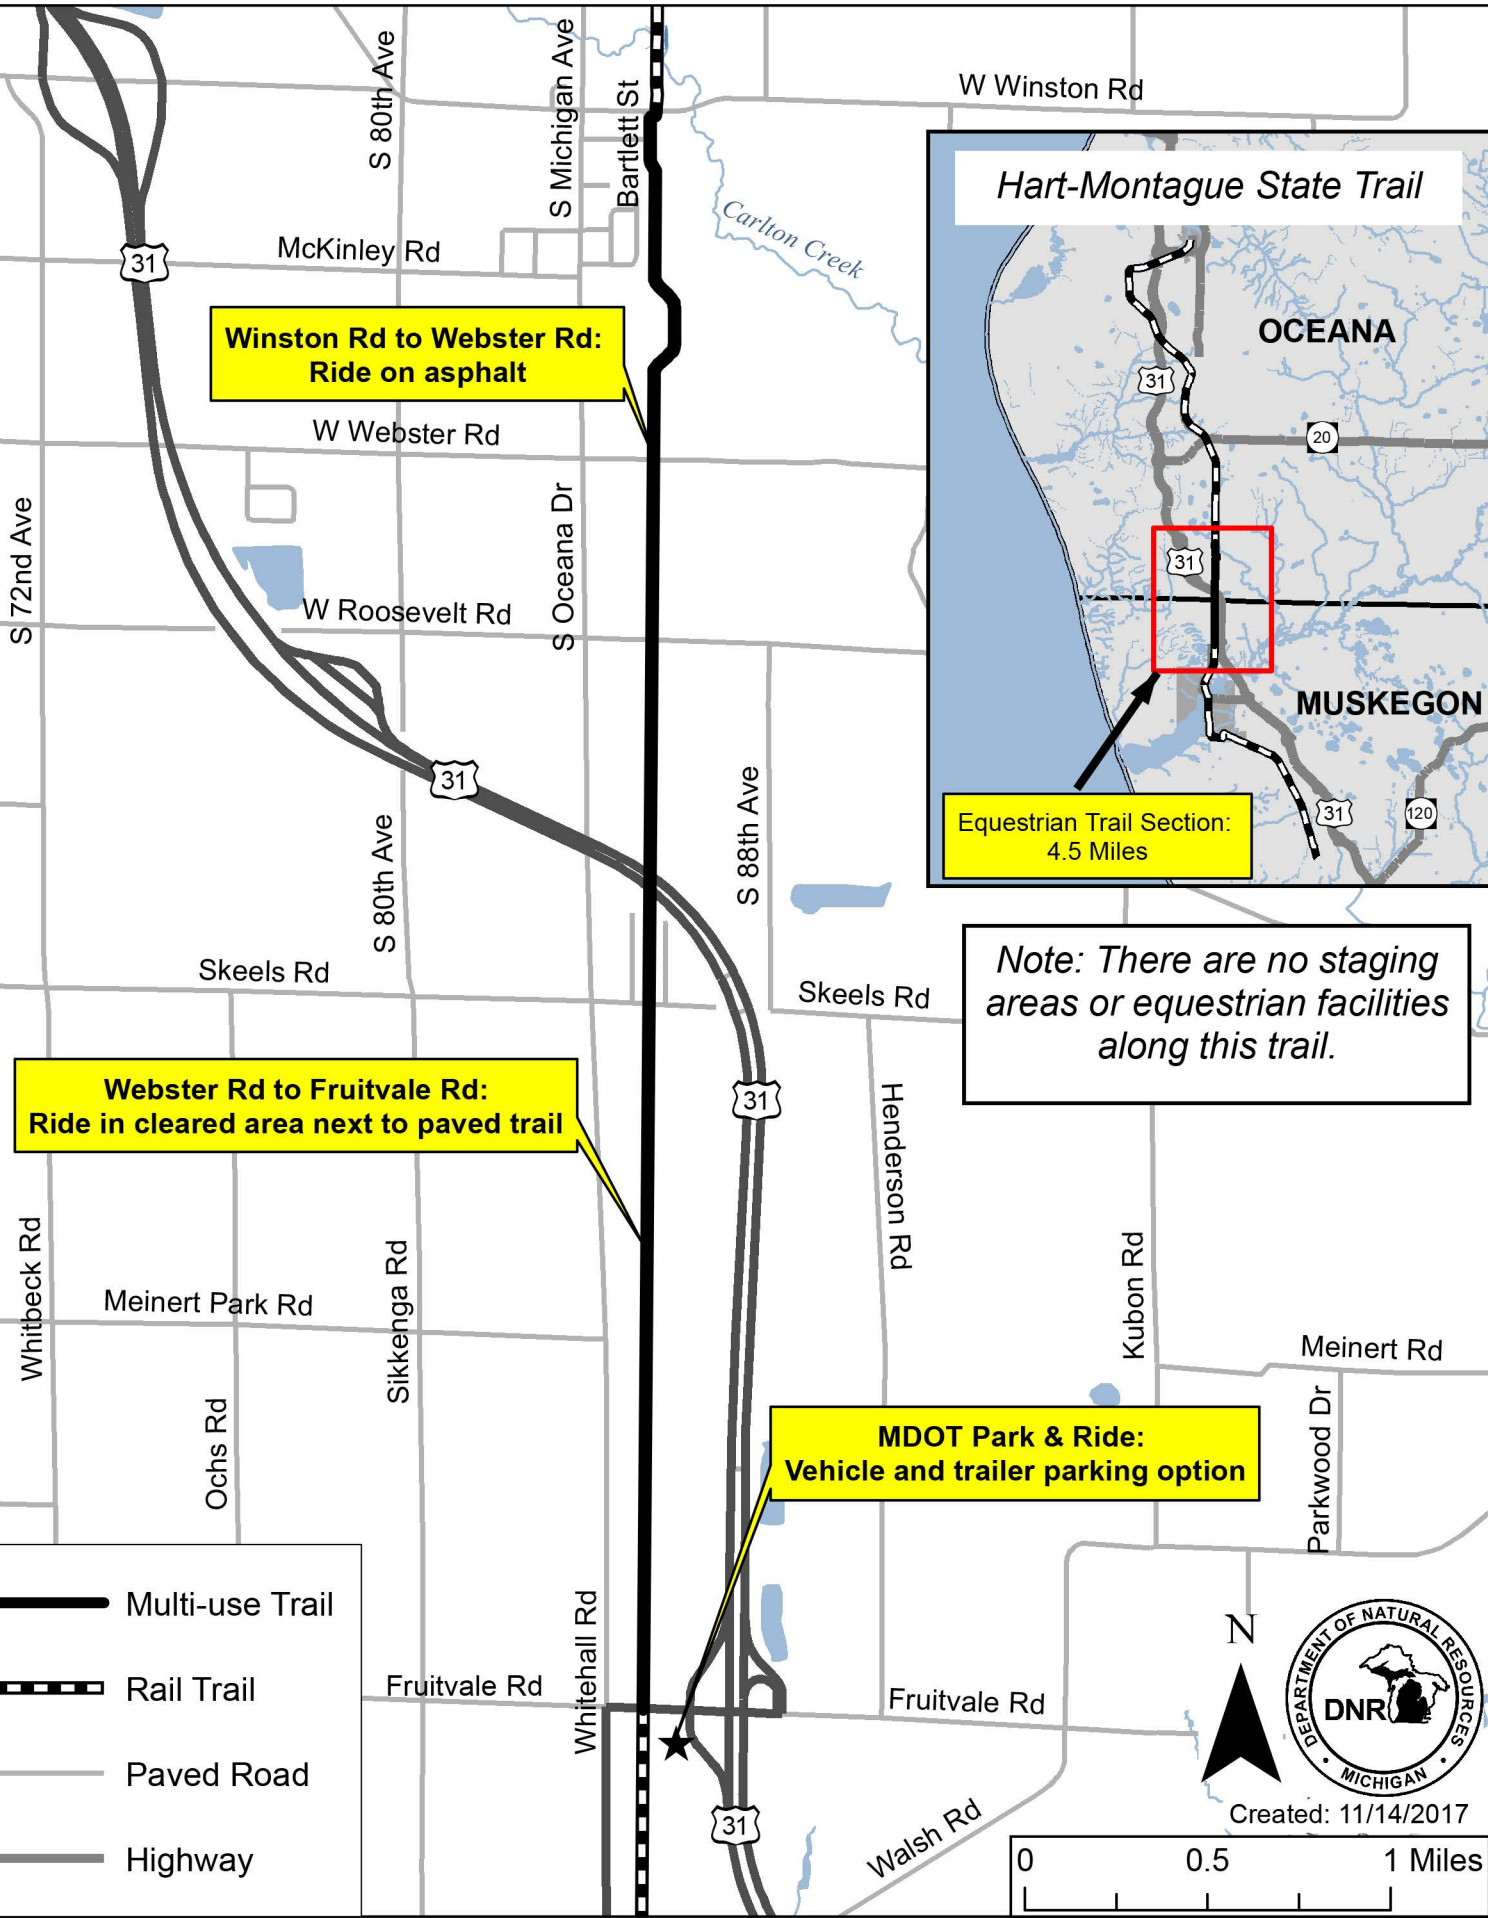 W Winston Rd
S 80th Ave
S Michigan Ave
Bartlett St
Hart-Montague State Trail
Carlton Creek
McKinley Rd
31
OCEANA
Winston Rd to Webster Rd:
Ride on asphalt
31
20
W Webster Rd
S 72nd Ave
S Oceana Dr
31
W Roosevelt Rd
MUSKEGON
31
S 88th Ave
S 80th Ave
31
120
Equestrian Trail Section:
4.5 Miles
Skeels Rd
Skeels Rd
Note: There are no staging
areas or equestrian facilities
along this trail.
Webster Rd to Fruitvale Rd:
Ride in cleared area next to paved trail
31
Henderson Rd
Whitbeck Rd
Sikkenga Rd
Kubon Rd
Meinert Park Rd
Meinert Rd
Ochs Rd
Parkwood Dr
MDOT Park & Ride:
Vehicle and trailer parking option
Multi-use Trail
Rail Trail
Paved Road
Highway
Whitehall Rd
Fruitvale Rd
Fruitvale Rd
31
Walsh Rd
N
DEPARTMENT OF NATURAL RESOURCES
DNR
MICHIGAN
Created: 11/14/2017
0 0.5 1 Miles